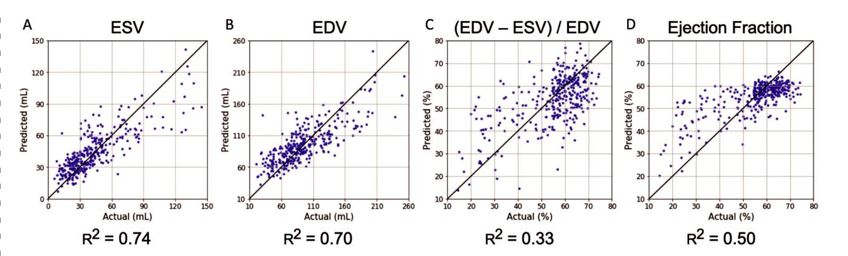 A
ESV
150
120
90
60
30
0
Predicted (mL)
0 30 60 90 120 150
Actual (mL)
R² = 0.74
B
EDV
260
210
160
110
60
10
Predicted (mL)
10 60 110 160 210 260
Actual (mL)
R² = 0.70
C
(EDV – ESV) / EDV
80
70
60
50
40
30
20
10
Predicted (%)
10 20 30 40 50 60 70 80
Actual (%)
R² = 0.33
D
Ejection Fraction
80
70
60
50
40
30
20
10
Predicted (%)
10 20 30 40 50 60 70 80
Actual (%)
R² = 0.50